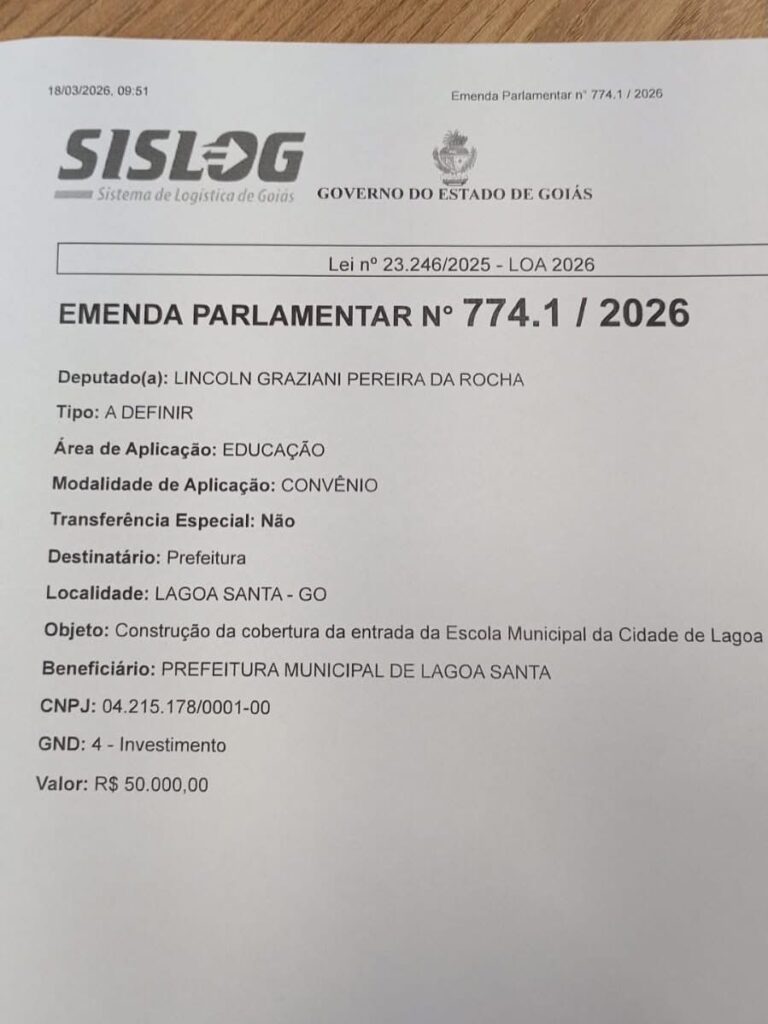 18/03/2026, 09:51
Emenda Parlamentar n° 774.1 / 2026
SISLOG
Sistema de Logística de Goiás
GOVERNO DO ESTADO DE GOIÁS
Lei nº 23.246/2025 - LOA 2026
EMENDA PARLAMENTAR N° 774.1 / 2026
Deputado(a): LINCOLN GRAZIANI PEREIRA DA ROCHA
Tipo: A DEFINIR
Área de Aplicação: EDUCAÇÃO
Modalidade de Aplicação: CONVÊNIO
Transferência Especial: Não
Destinatário: Prefeitura
Localidade: LAGOA SANTA - GO
Objeto: Construção da cobertura da entrada da Escola Municipal da Cidade de Lagoa
Beneficiário: PREFEITURA MUNICIPAL DE LAGOA SANTA
CNPJ: 04.215.178/0001-00
GND: 4 - Investimento
Valor: R$ 50.000,00